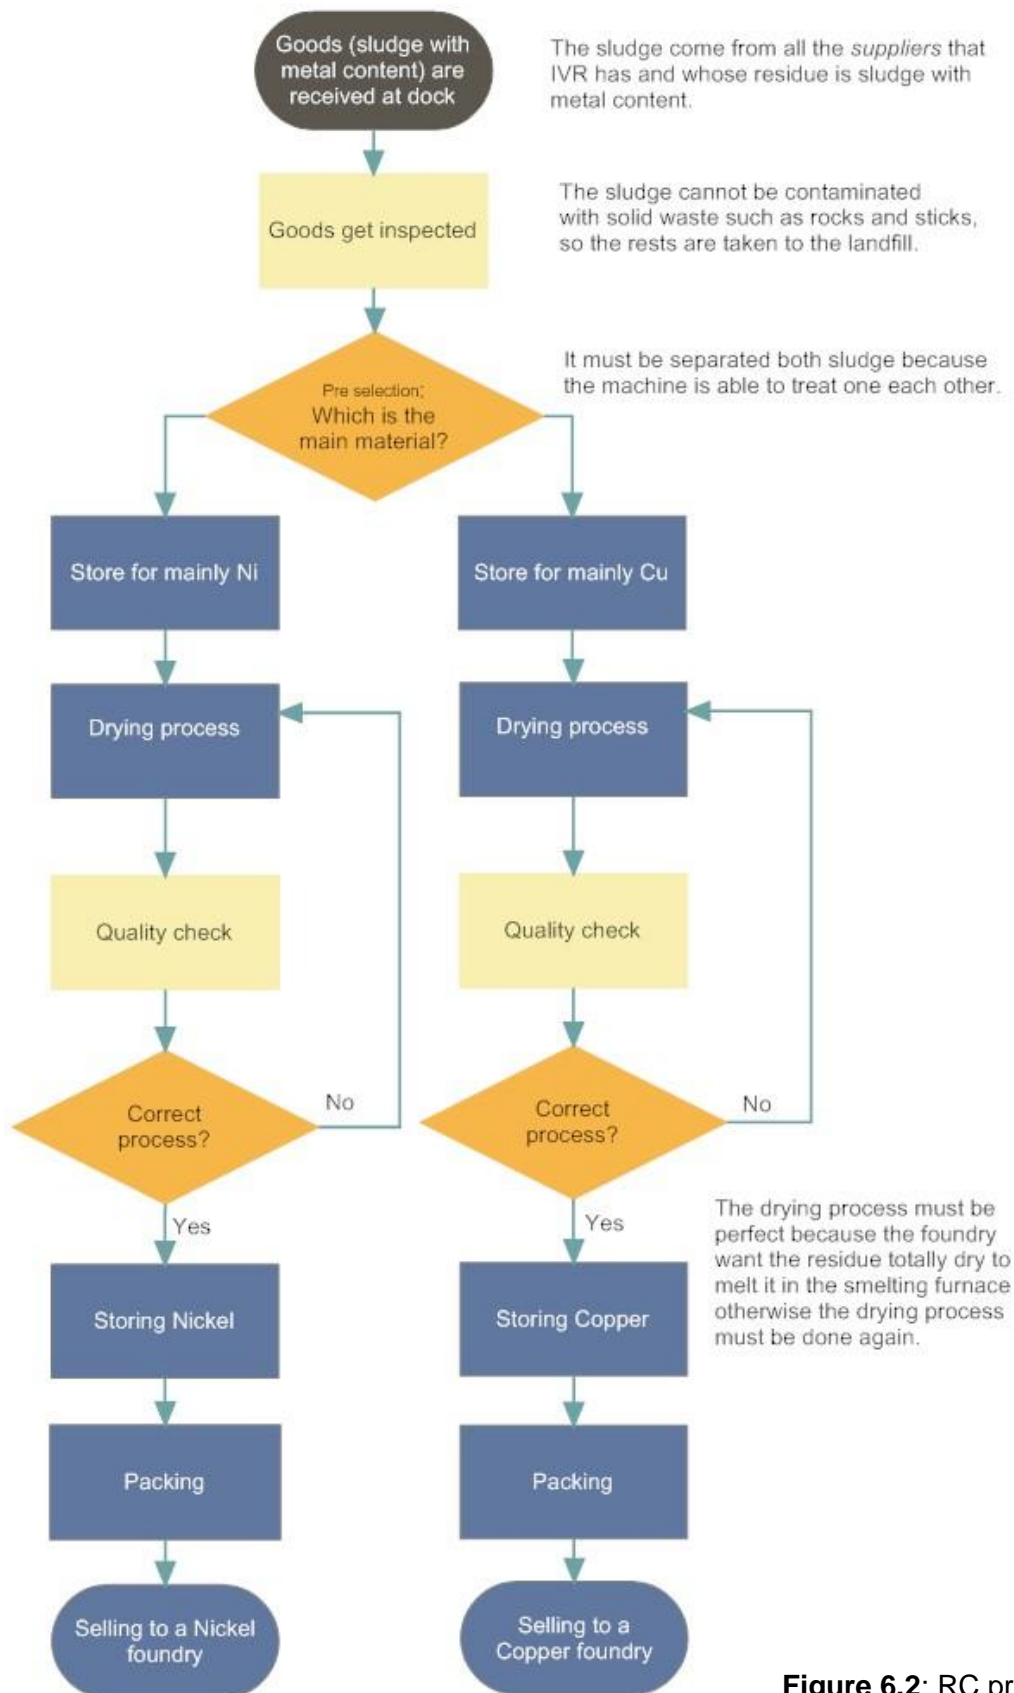 Goods (sludge with
metal content) are
received at dock
The sludge come from all the suppliers that
IVR has and whose residue is sludge with
metal content.
Goods get inspected
The sludge cannot be contaminated
with solid waste such as rocks and sticks,
so the rests are taken to the landfill.
Pre selection:
Which is the
main material?
It must be separated both sludge because
the machine is able to treat one each other.
Store for mainly Ni
Store for mainly Cu
Drying process
Drying process
Quality check
Quality check
Correct
process?
No
Correct
process?
No
Yes
Yes
The drying process must be
perfect because the foundry
want the residue totally dry to
melt it in the smelting furnace
otherwise the drying process
must be done again.
Storing Nickel
Storing Copper
Packing
Packing
Selling to a Nickel
foundry
Selling to a
Copper foundry
Figure 6.2: RC pr